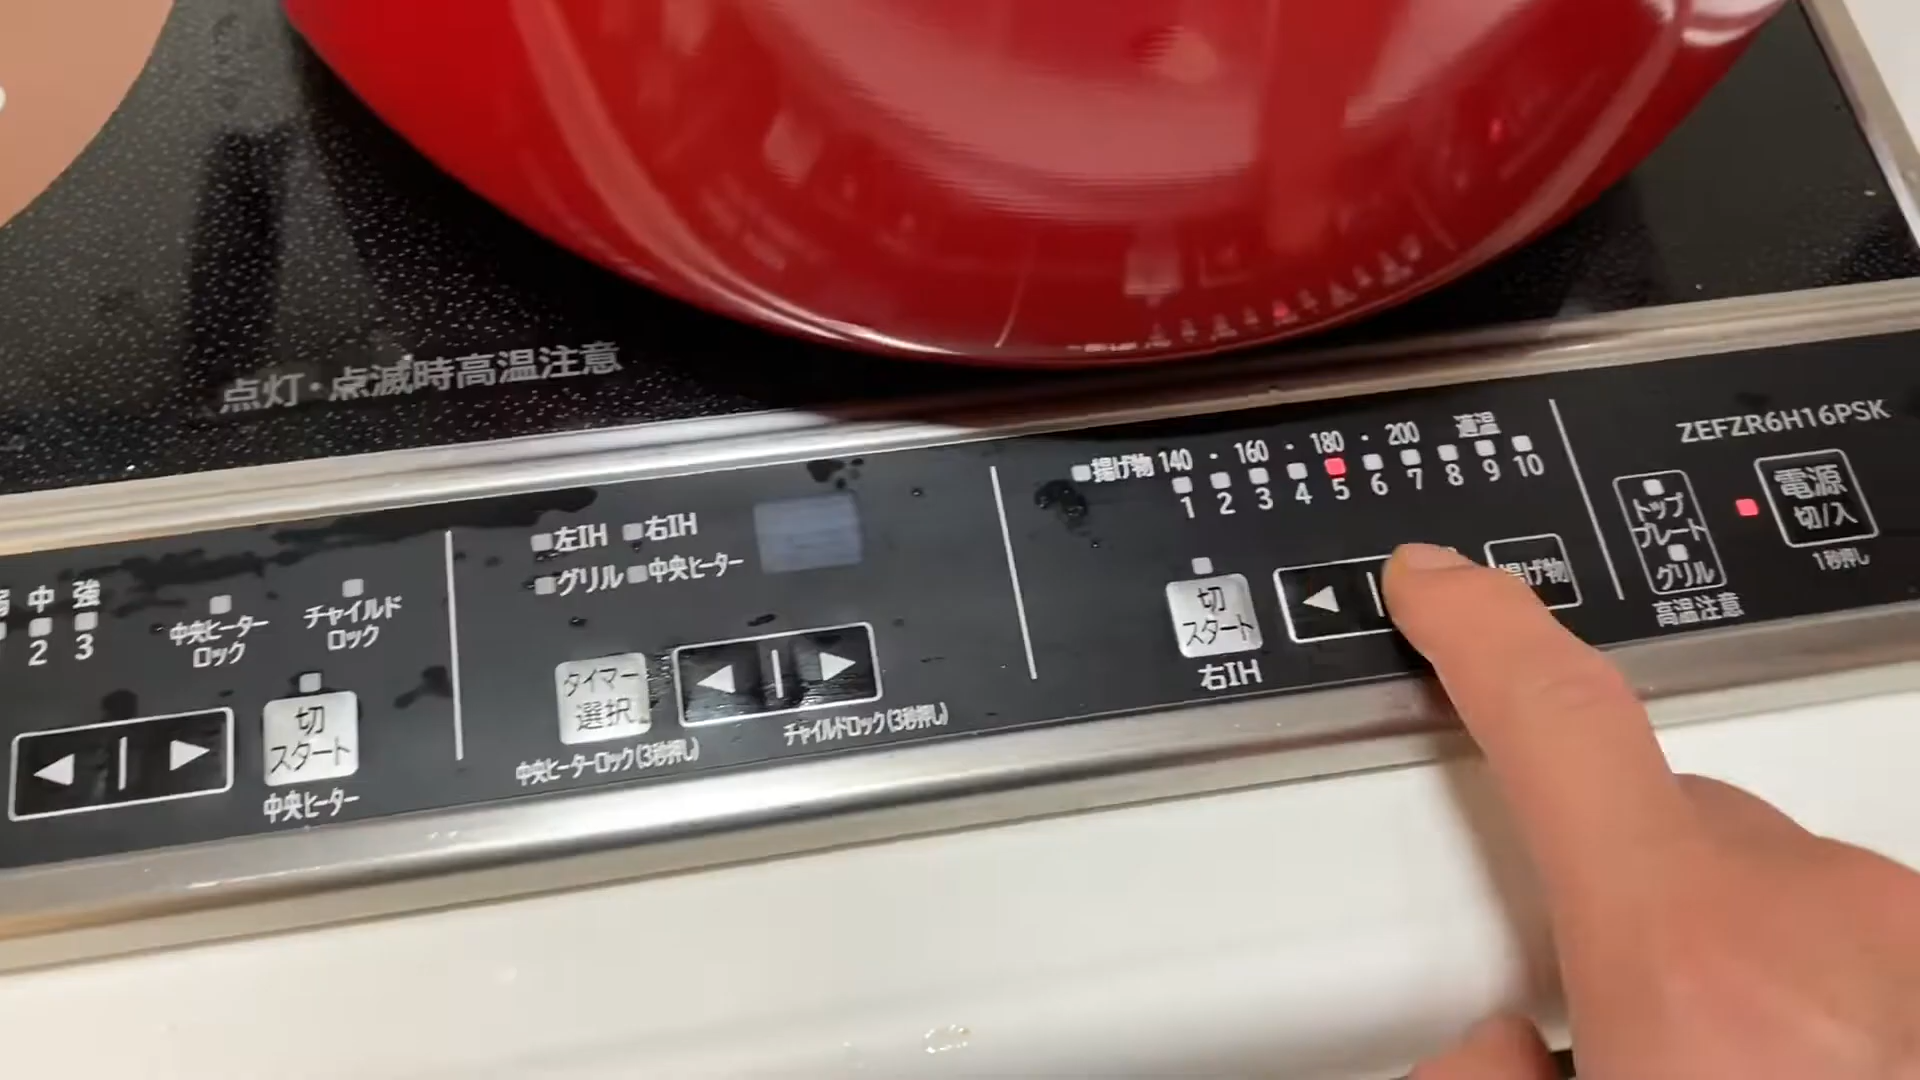 点灯・点滅時高温注意
中 強
2 3
中央ヒーター
ロック
チャイルド
ロック
◀ | ▶
切
スタート
中央ヒーター
左IH 右IH
グリル 中央ヒーター
タイマー
選択
◀ | ▶
中央ヒーターロック(3秒押し)
チャイルドロック(3秒押し)
揚げ物 140 ・ 160 ・ 180 ・ 200 適温
1 2 3 4 5 6 7 8 9 10
切
スタート
右IH
◀ |
揚げ物
ZEFZR6H16PSK
トップ
プレート
グリル
高温注意
電源
切/入
1秒押し